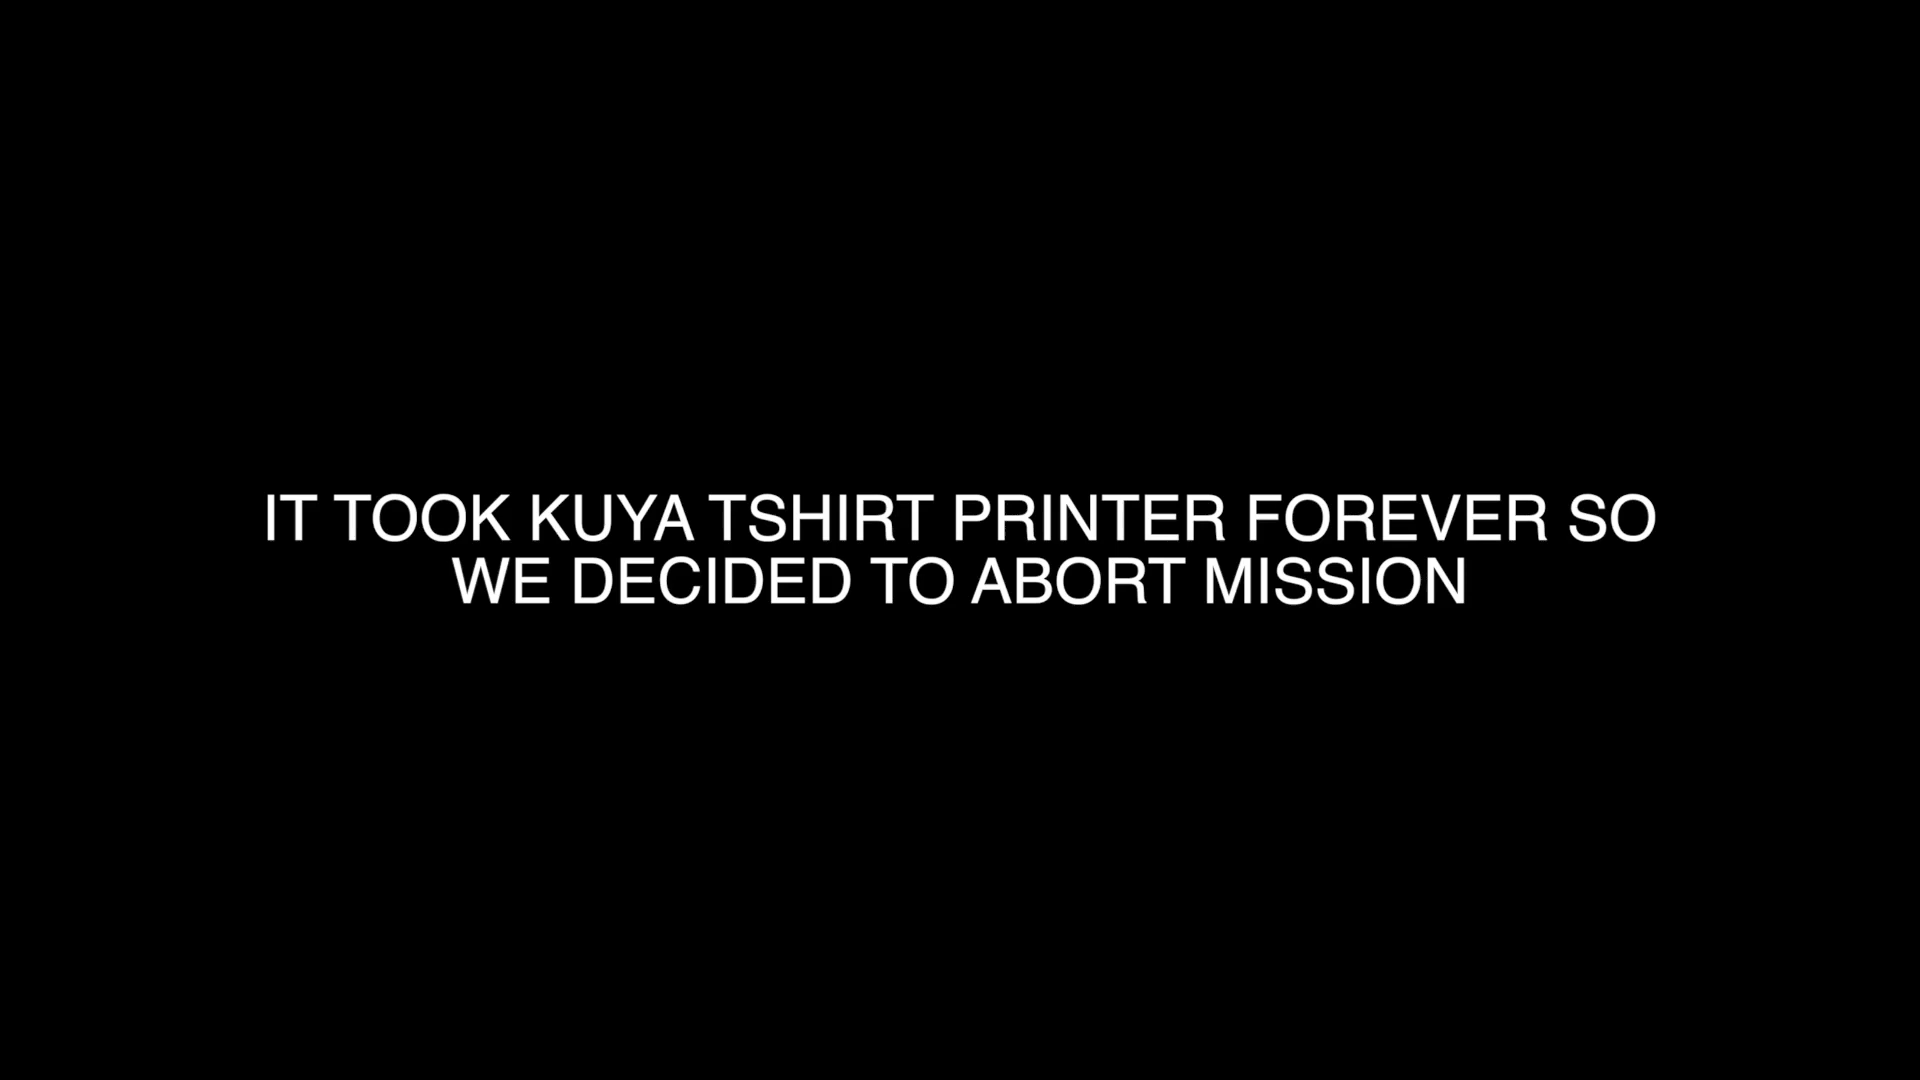 IT TOOK KUYA TSHIRT PRINTER FOREVER SO
WE DECIDED TO ABORT MISSION